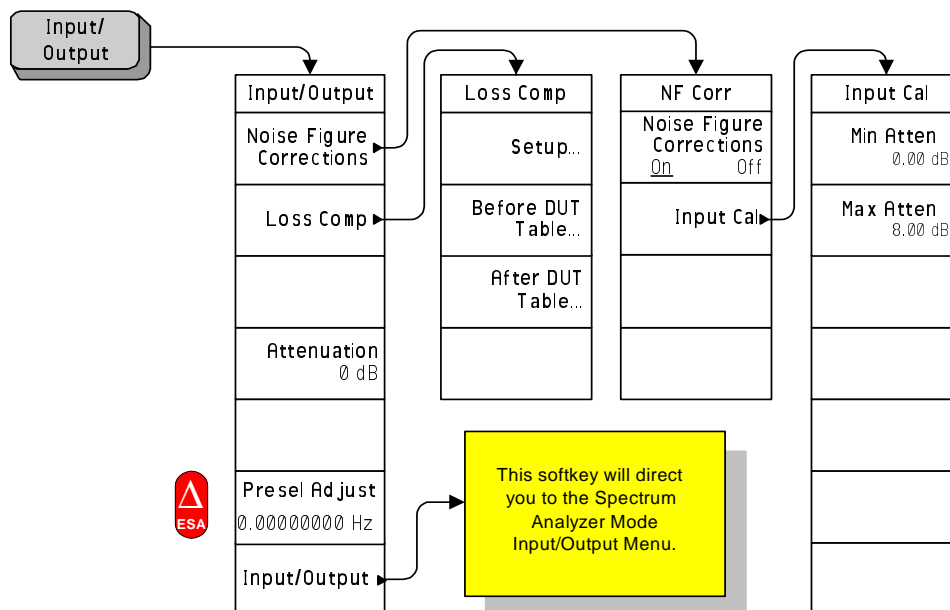 Input/
Output
Input/Output
Noise Figure
Corrections
Loss Comp
Attenuation
0 dB
Presel Adjust
0.00000000 Hz
Input/Output
Δ
ESA
Loss Comp
Setup...
Before DUT
Table...
After DUT
Table...
NF Corr
Noise Figure
Corrections
On Off
Input Cal
Input Cal
Min Atten
0.00 dB
Max Atten
8.00 dB
This softkey will direct
you to the Spectrum
Analyzer Mode
Input/Output Menu.